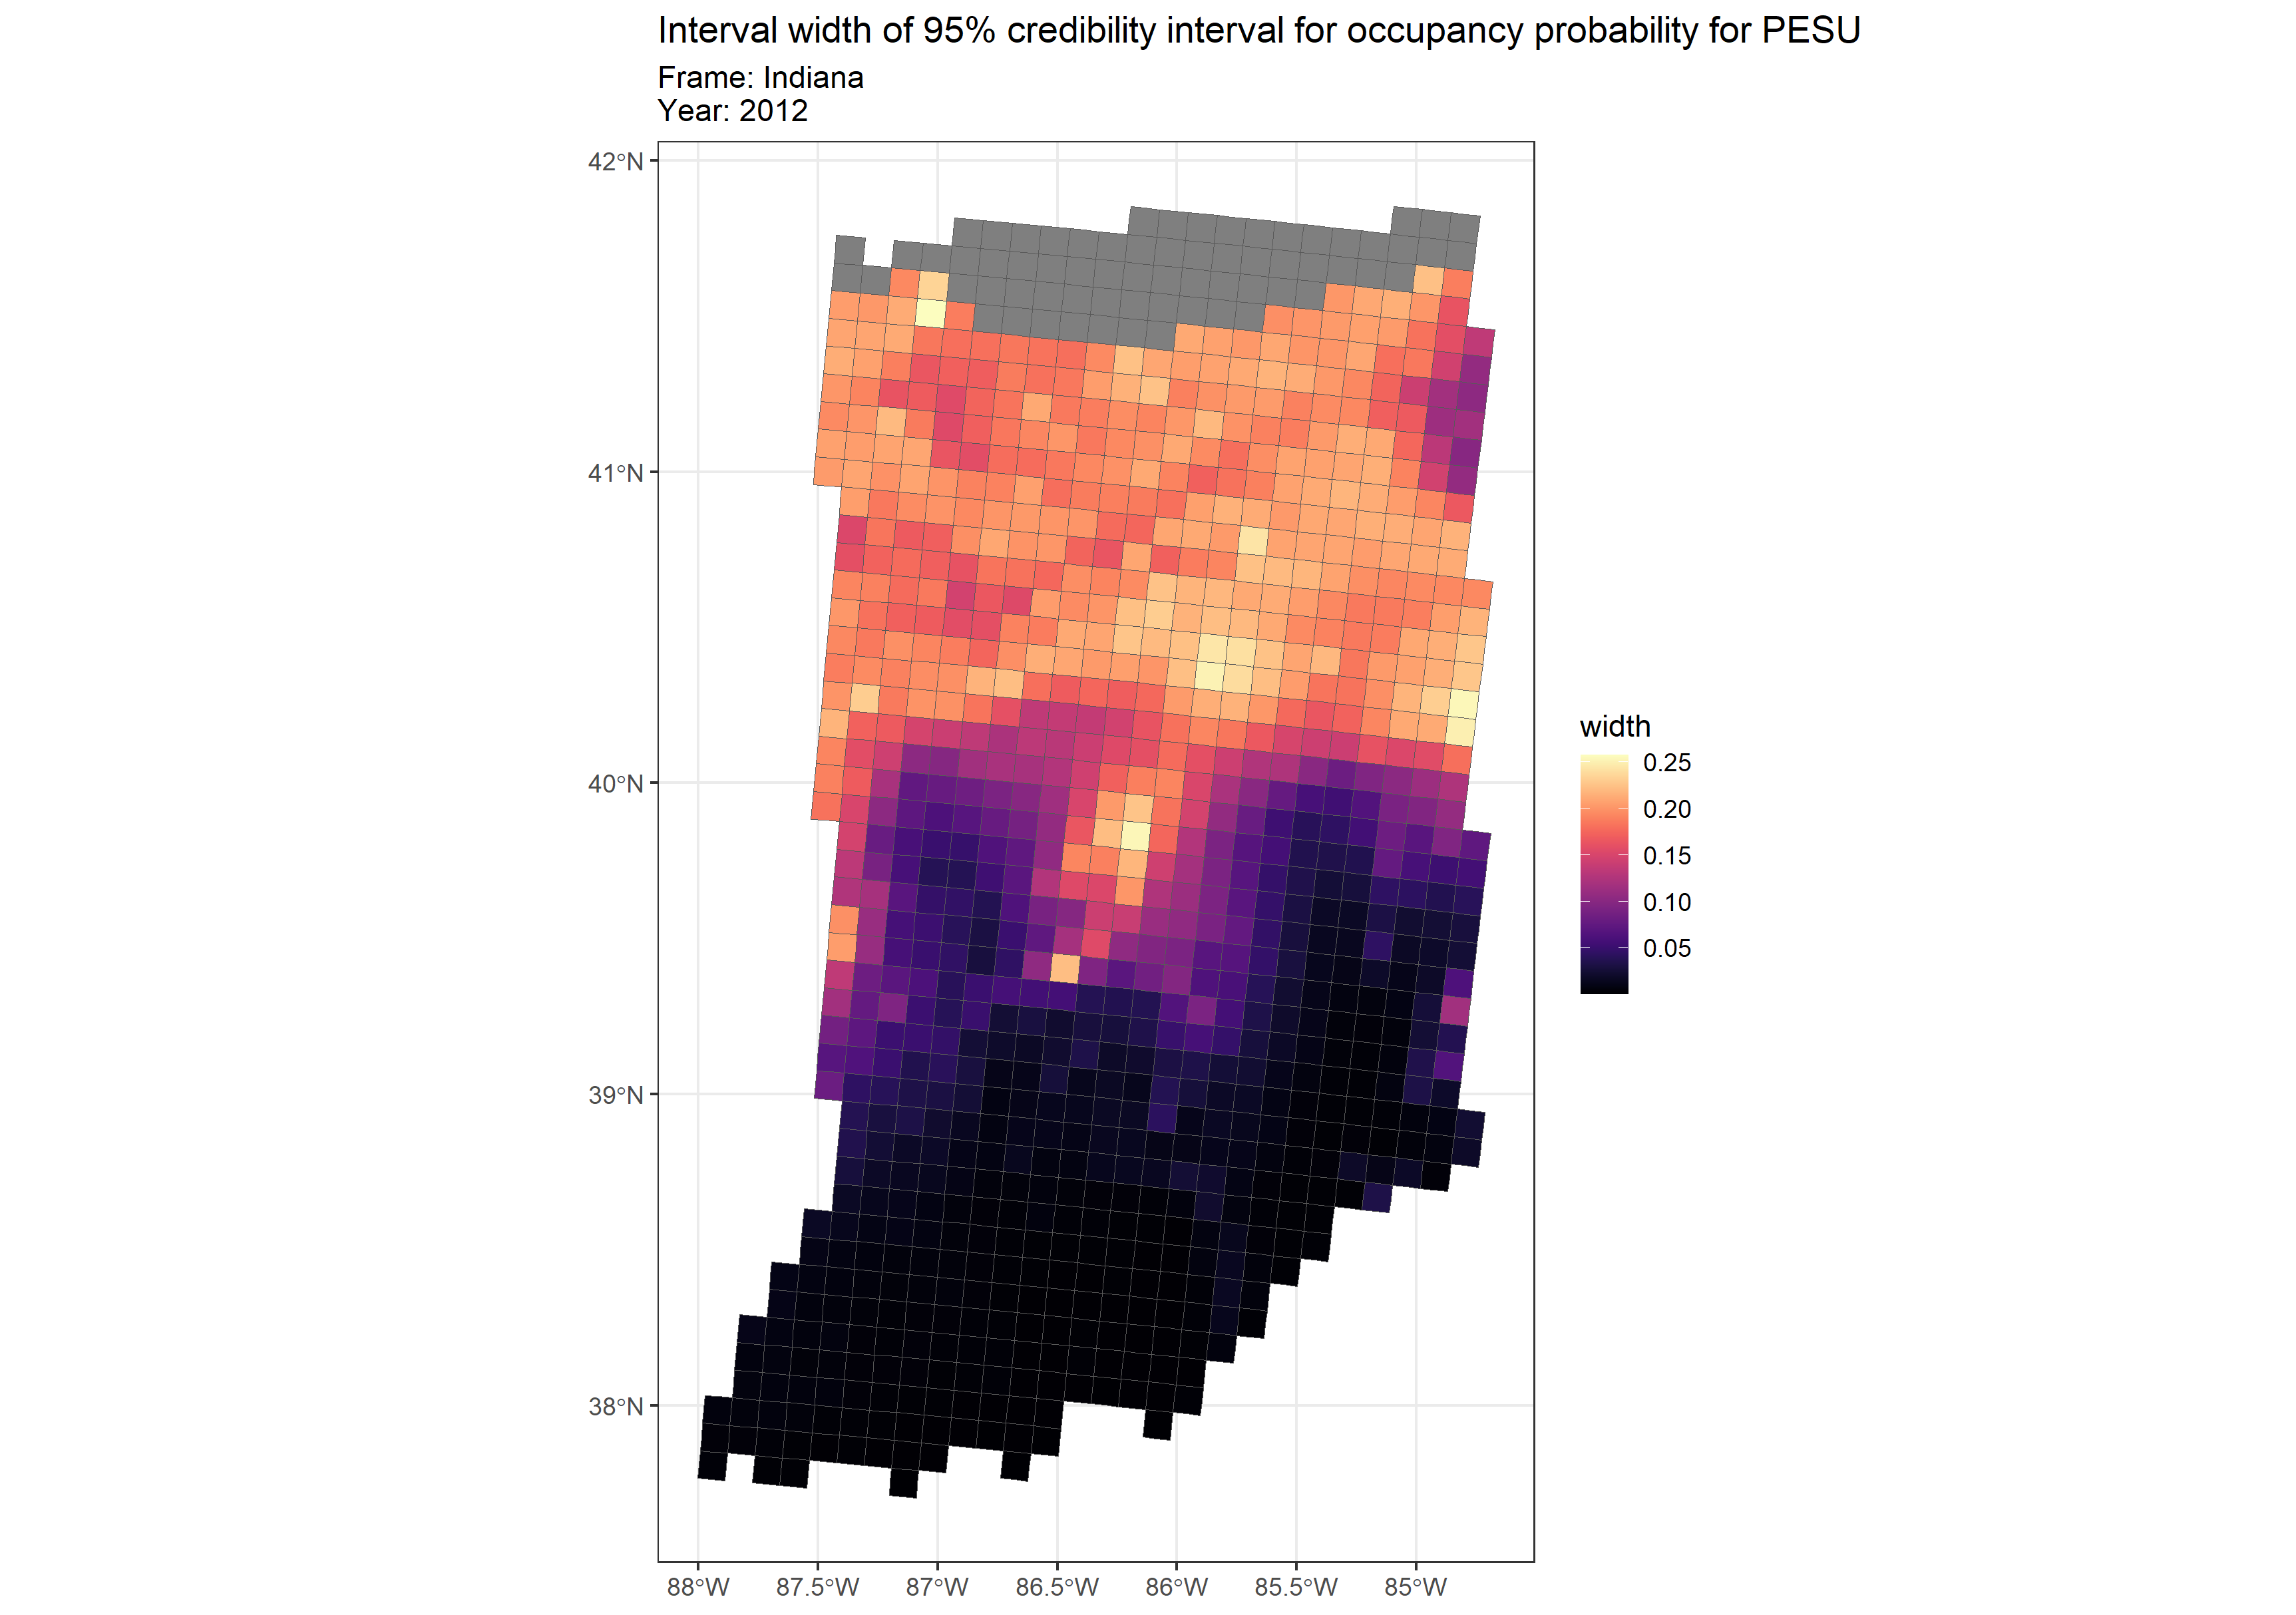 Interval width of 95% credibility interval for occupancy probability for PESU
Frame: Indiana
Year: 2012
42°N
41°N
40°N
39°N
38°N
88°W
87.5°W
87°W
86.5°W
86°W
85.5°W
85°W
width
0.25
0.20
0.15
0.10
0.05